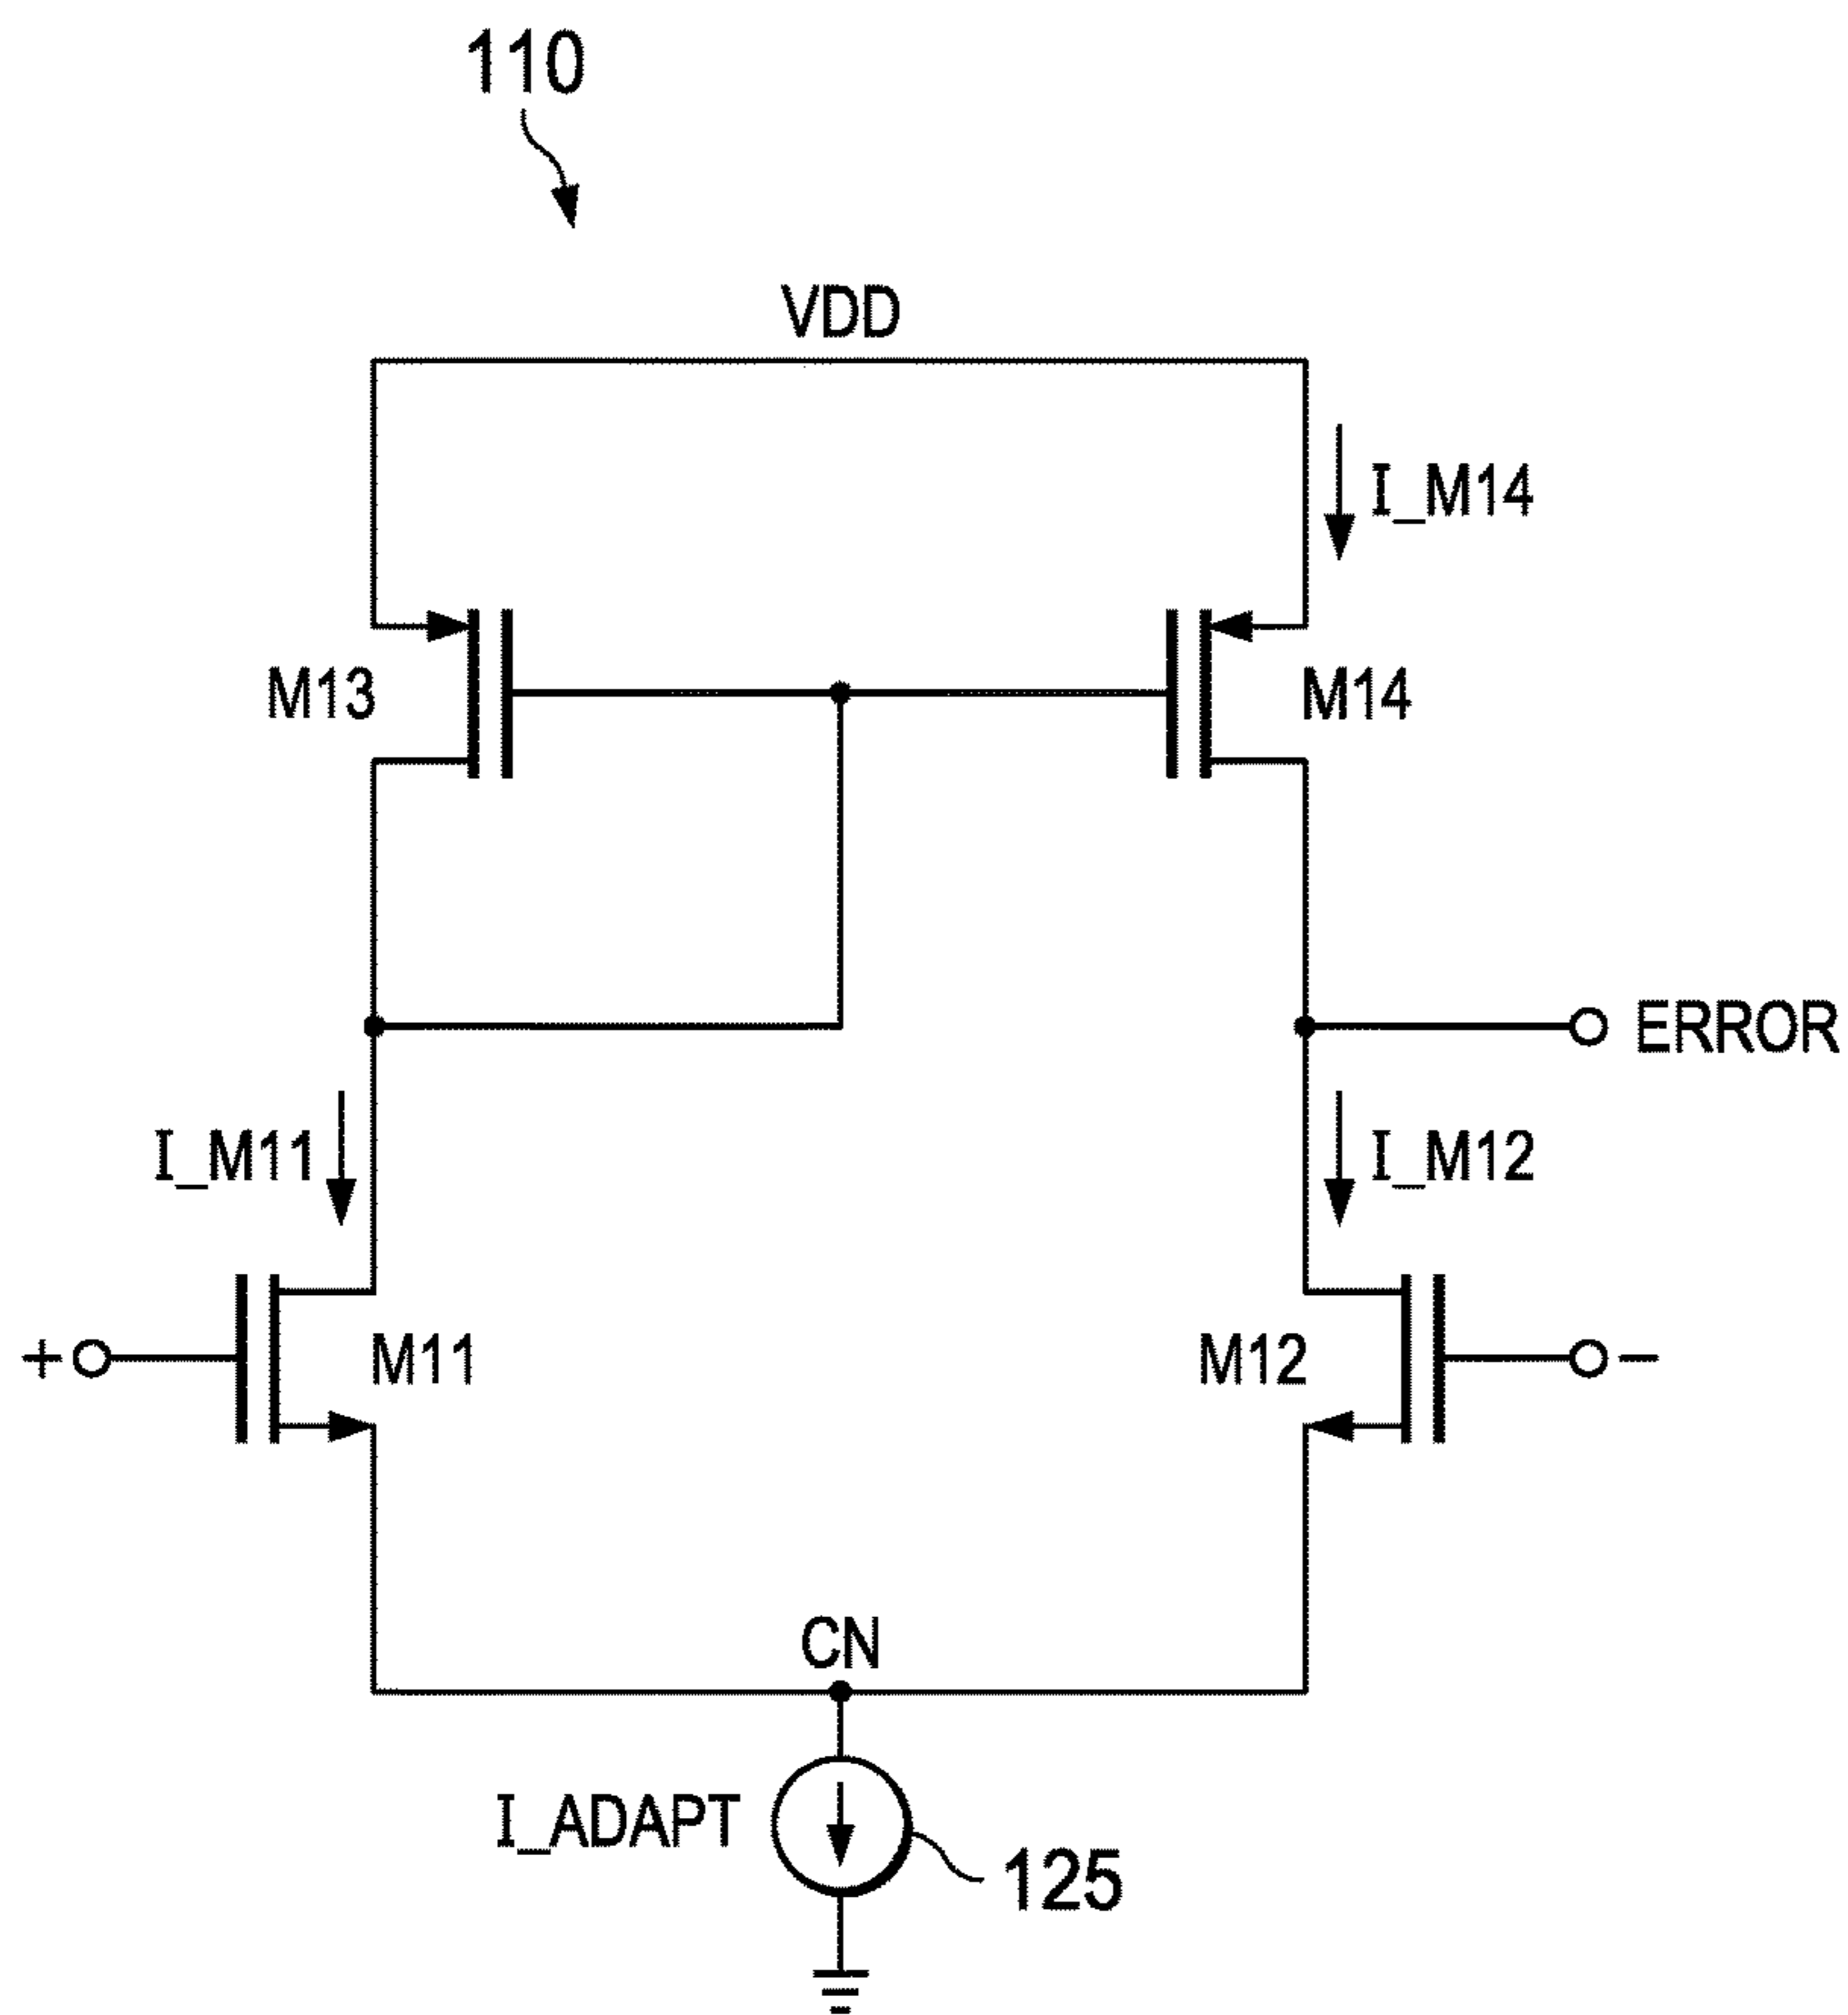 110
VDD
I_M14
M13
M14
ERROR
I_M11
I_M12
+
M11
M12
−
CN
I_ADAPT
125